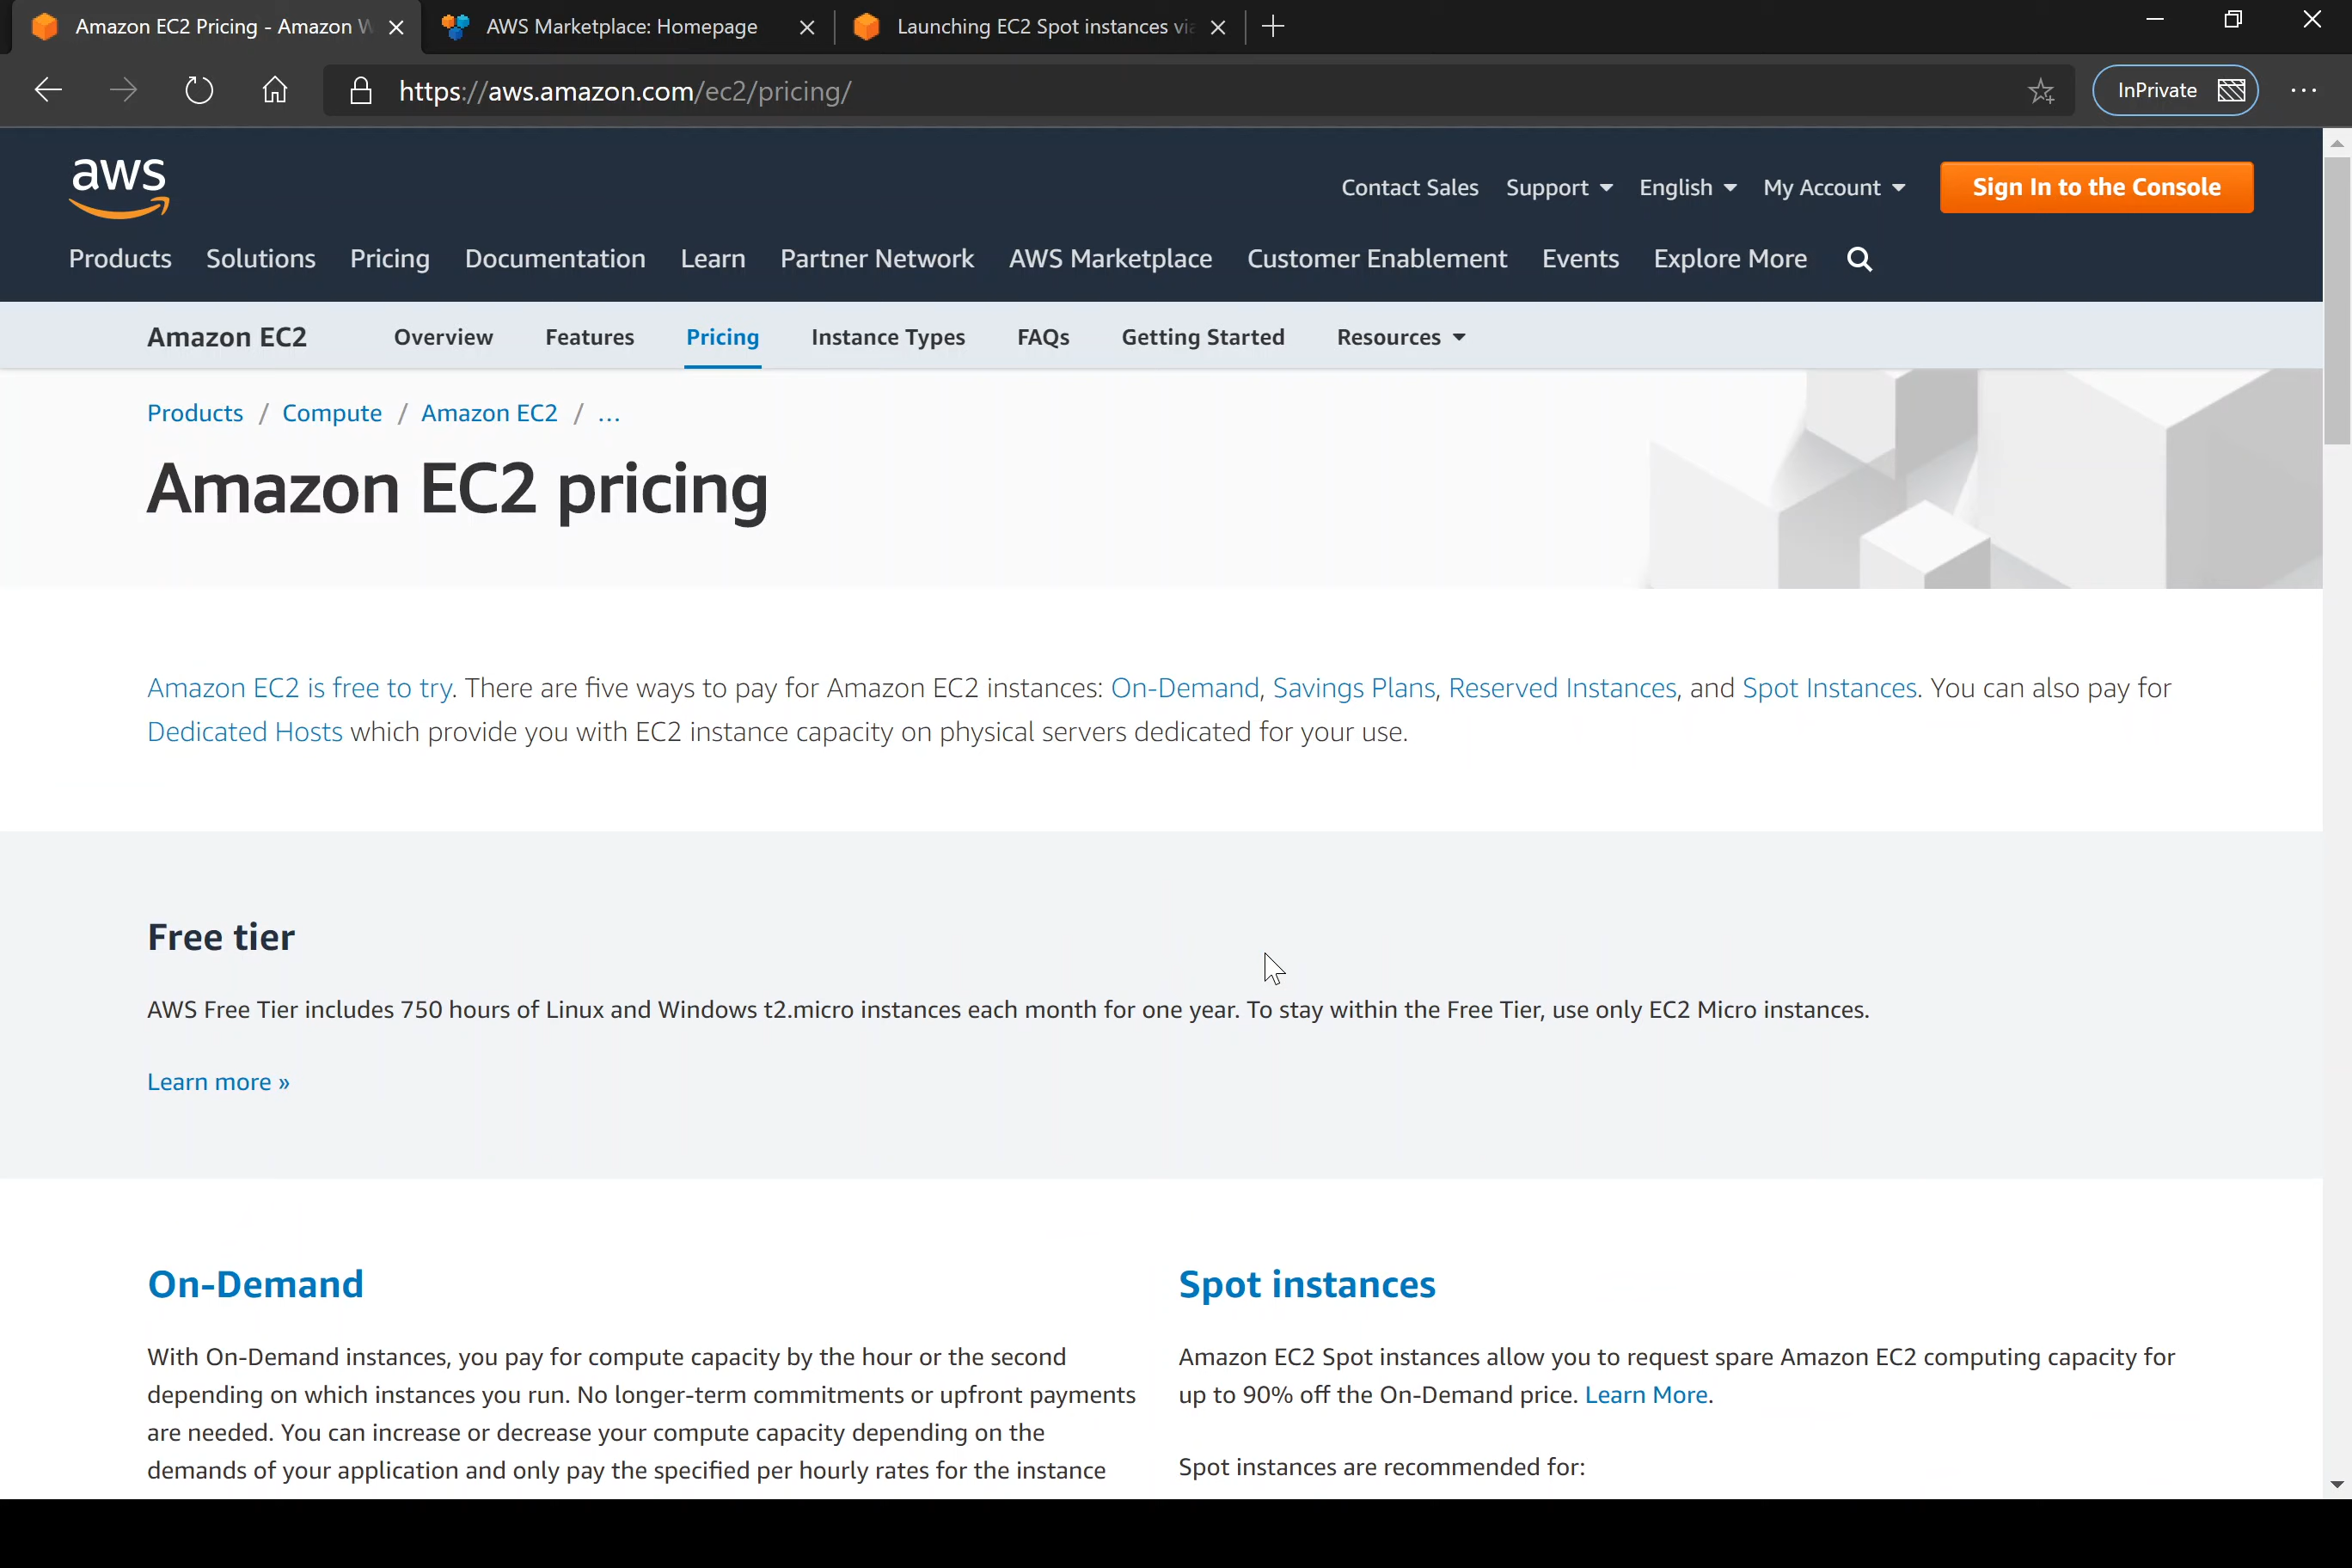 Amazon EC2 Pricing - Amazon W
AWS Marketplace: Homepage
Launching EC2 Spot instances via
https://aws.amazon.com/ec2/pricing/
InPrivate
aws
Contact Sales Support English My Account Sign In to the Console
Products Solutions Pricing Documentation Learn Partner Network AWS Marketplace Customer Enablement Events Explore More
Amazon EC2 Overview Features Pricing Instance Types FAQs Getting Started Resources
Products / Compute / Amazon EC2 / ...
Amazon EC2 pricing
Amazon EC2 is free to try. There are five ways to pay for Amazon EC2 instances: On-Demand, Savings Plans, Reserved Instances, and Spot Instances. You can also pay for
Dedicated Hosts which provide you with EC2 instance capacity on physical servers dedicated for your use.
Free tier
AWS Free Tier includes 750 hours of Linux and Windows t2.micro instances each month for one year. To stay within the Free Tier, use only EC2 Micro instances.
Learn more »
On-Demand
With On-Demand instances, you pay for compute capacity by the hour or the second
depending on which instances you run. No longer-term commitments or upfront payments
are needed. You can increase or decrease your compute capacity depending on the
demands of your application and only pay the specified per hourly rates for the instance
Spot instances
Amazon EC2 Spot instances allow you to request spare Amazon EC2 computing capacity for
up to 90% off the On-Demand price. Learn More.
Spot instances are recommended for: